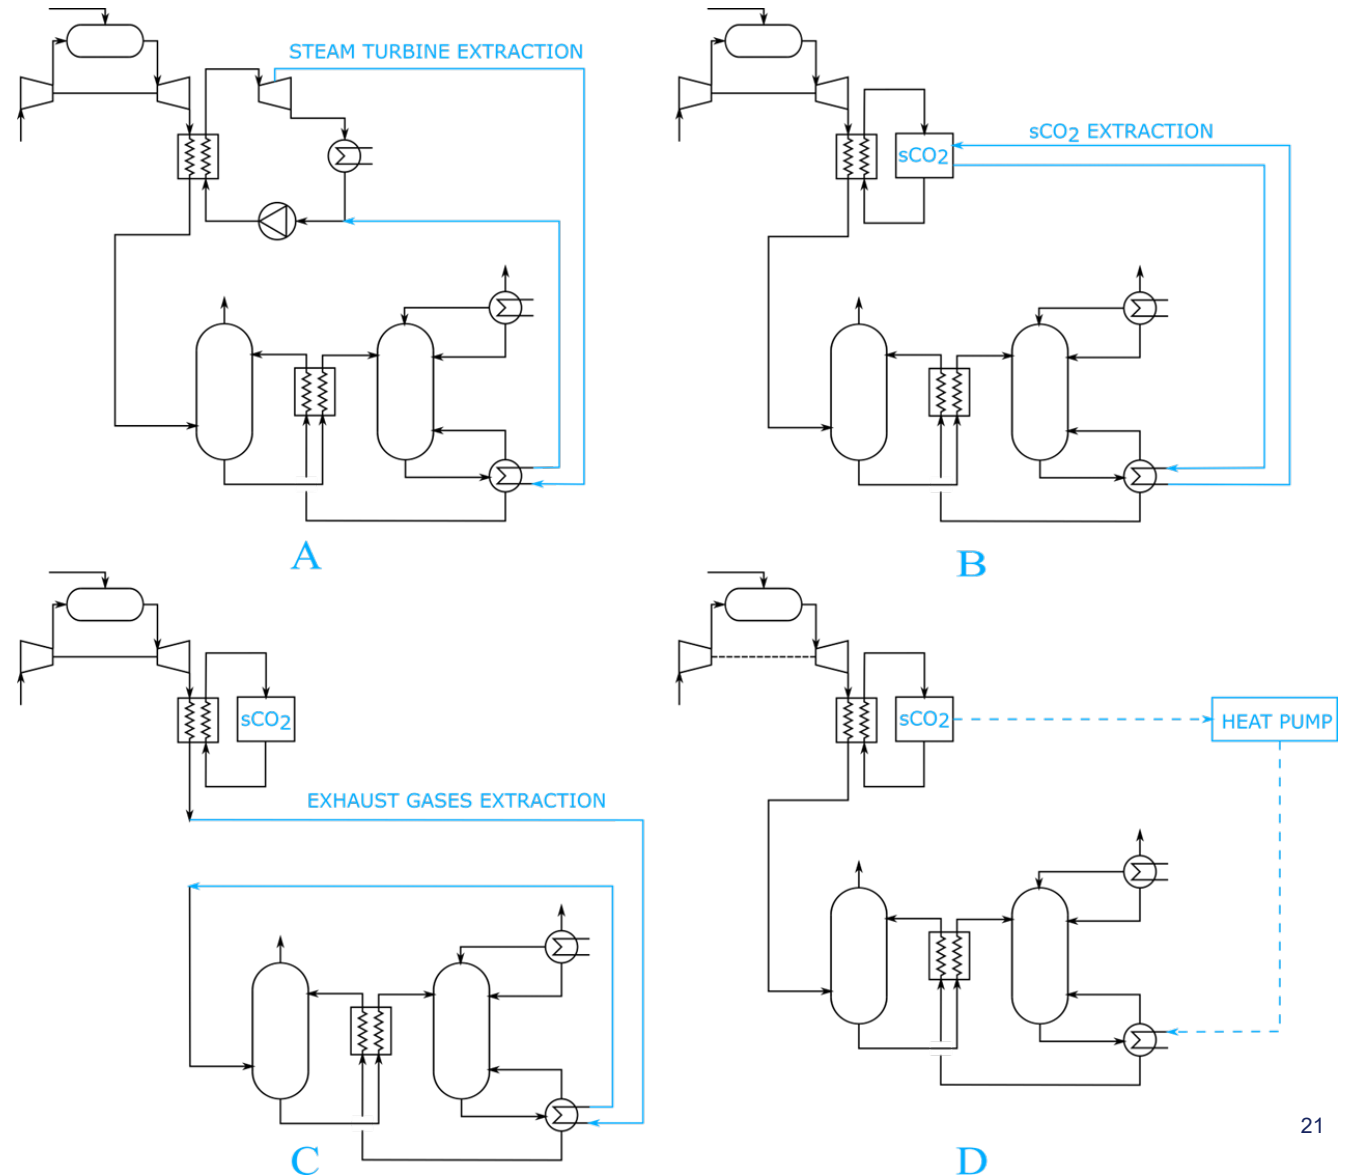 STEAM TURBINE EXTRACTION
sCO2 EXTRACTION
sCO2
A
B
sCO2
EXHAUST GASES EXTRACTION
sCO2
HEAT PUMP
C
D
21